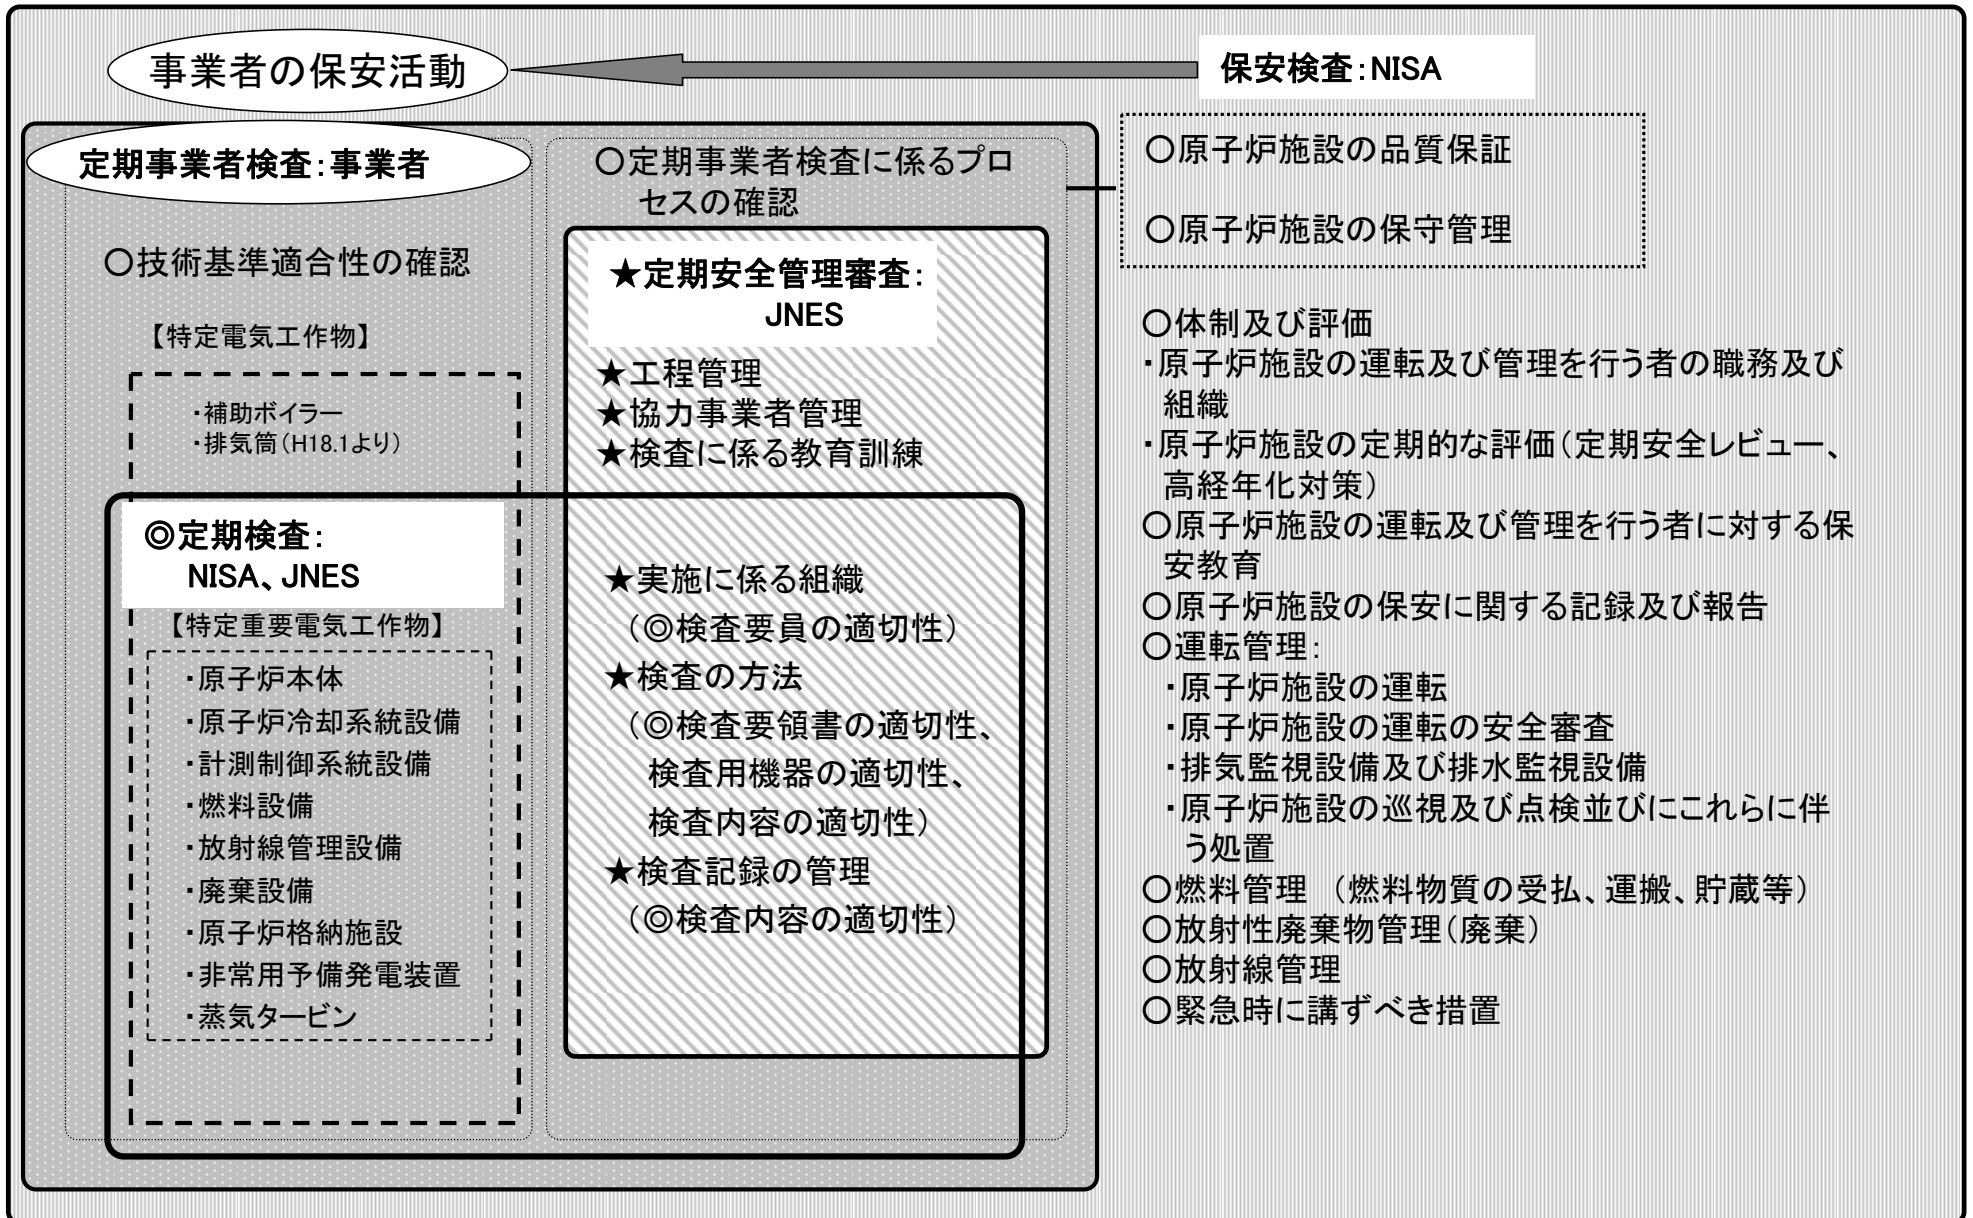 事業者の保安活動
保安検査:NISA
定期事業者検査:事業者
〇技術基準適合性の確認
【特定電気工作物】
・補助ボイラー
・排気筒(H18.1より)
◎定期検査:
NISA、JNES
【特定重要電気工作物】
・原子炉本体
・原子炉冷却系統設備
・計測制御系統設備
・燃料設備
・放射線管理設備
・廃棄設備
・原子炉格納施設
・非常用予備発電装置
・蒸気タービン
〇定期事業者検査に係るプロ
セスの確認
★定期安全管理審査:
JNES
★工程管理
★協力事業者管理
★検査に係る教育訓練
★実施に係る組織
(◎検査要員の適切性)
★検査の方法
(◎検査要領書の適切性、
検査用機器の適切性、
検査内容の適切性)
★検査記録の管理
(◎検査内容の適切性)
〇原子炉施設の品質保証
〇原子炉施設の保守管理
〇体制及び評価
・原子炉施設の運転及び管理を行う者の職務及び
組織
・原子炉施設の定期的な評価(定期安全レビュー、
高経年化対策)
〇原子炉施設の運転及び管理を行う者に対する保
安教育
〇原子炉施設の保安に関する記録及び報告
〇運転管理:
・原子炉施設の運転
・原子炉施設の運転の安全審査
・排気監視設備及び排水監視設備
・原子炉施設の巡視及び点検並びにこれらに伴
う処置
〇燃料管理 (燃料物質の受払、運搬、貯蔵等)
〇放射性廃棄物管理(廃棄)
〇放射線管理
〇緊急時に講ずべき措置